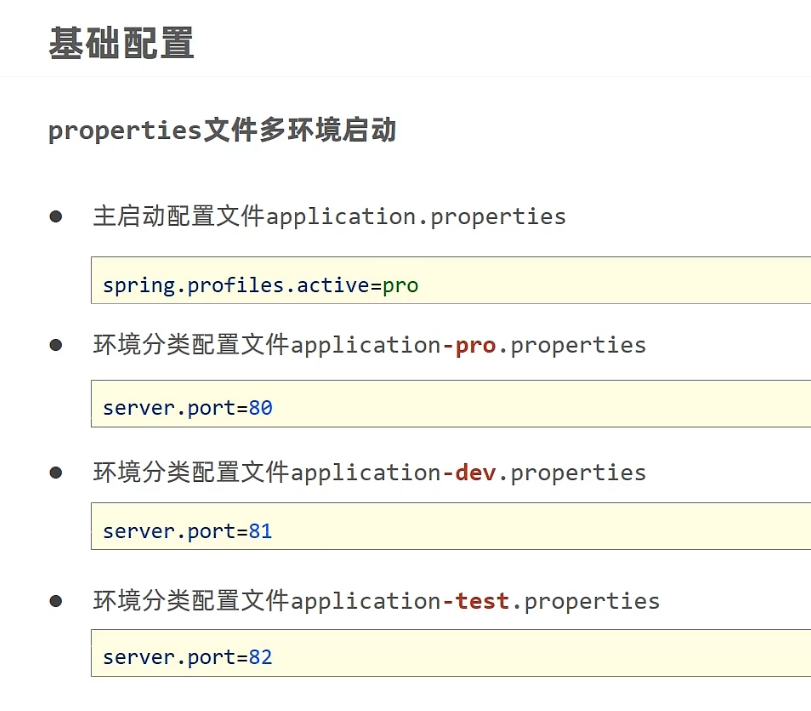 基础配置
properties文件多环境启动
● 主启动配置文件application.properties
spring.profiles.active=pro
● 环境分类配置文件application-pro.properties
server.port=80
● 环境分类配置文件application-dev.properties
server.port=81
● 环境分类配置文件application-test.properties
server.port=82